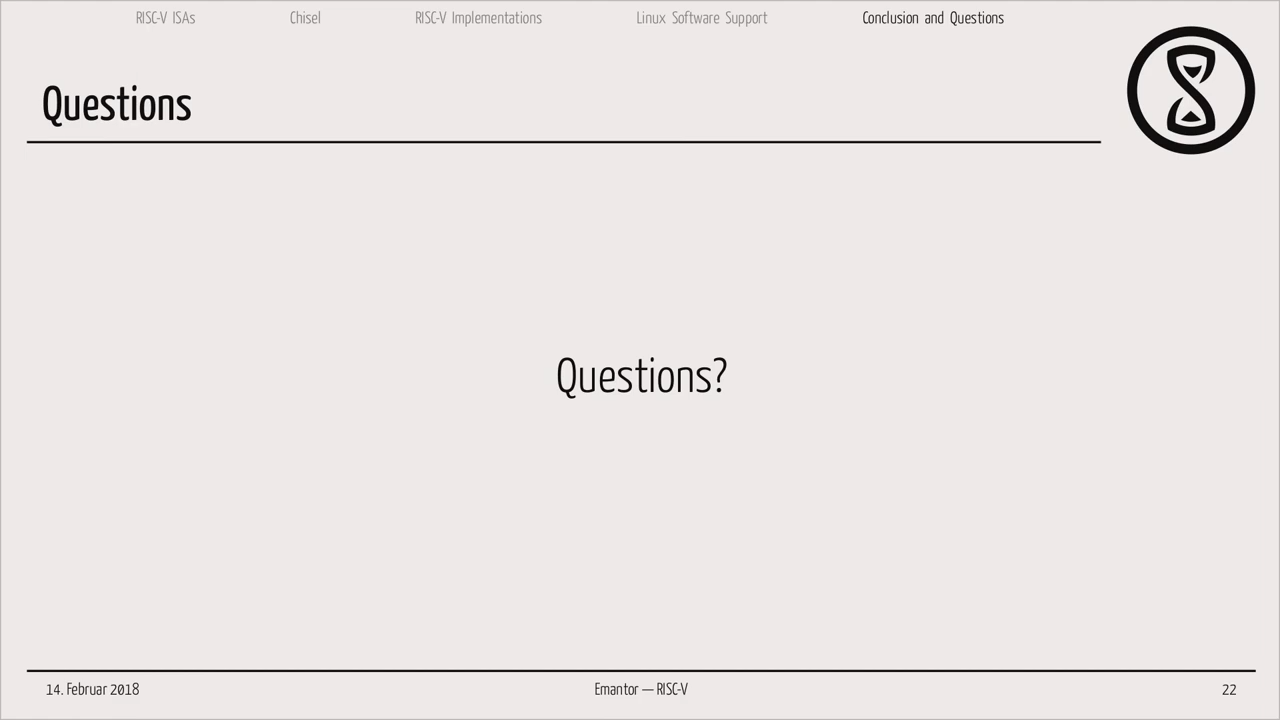 RISC-V ISAs Chisel RISC-V Implementations Linux Software Support Conclusion and Questions
Questions
Questions?
14. Februar 2018 Emantor — RISC-V 22